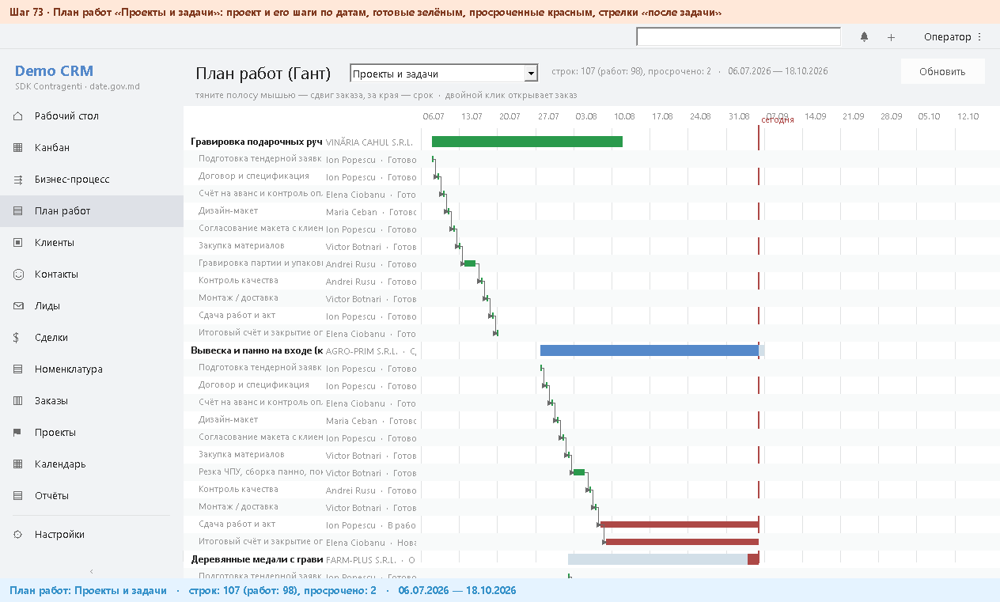 Шаг 73 · План работ «Проекты и задачи»: проект и его шаги по датам, готовые зелёным, просроченные красным, стрелки «после задачи»
Оператор
Demo CRM
SDK Contragenti · date.gov.md
План работ (Гант)
Проекты и задачи
строк: 107 (работ: 98), просрочено: 2 · 06.07.2026 — 18.10.2026
Обновить
тяните полосу мышью — сдвиг заказа, за края — срок · двойной клик открывает заказ
Рабочий стол
Канбан
Бизнес-процесс
План работ
Клиенты
Контакты
Лиды
Сделки
Номенклатура
Заказы
Проекты
Календарь
Отчёты
Настройки
06.07 13.07 20.07 27.07 03.08 10.08 17.08 24.08 31.08 07.09 14.09 21.09 28.09 05.10 12.10
сегодня
Гравировка подарочных руч VINĂRIA CAHUL S.R.L.
Подготовка тендерной заявк Ion Popescu · Готово
Договор и спецификация Ion Popescu · Готово
Счёт на аванс и контроль оп. Elena Ciobanu · Гото
Дизайн-макет Maria Ceban · Готово
Согласование макета с клиен Ion Popescu · Готово
Закупка материалов Victor Botnari · Готов
Гравировка партии и упаков Andrei Rusu · Готово
Контроль качества Andrei Rusu · Готово
Монтаж / доставка Victor Botnari · Готов
Сдача работ и акт Ion Popescu · Готово
Итоговый счёт и закрытие ог Elena Ciobanu · Гото
Вывеска и панно на входе (к AGRO-PRIM S.R.L. · С,
Подготовка тендерной заявк Ion Popescu · Готово
Договор и спецификация Ion Popescu · Готово
Счёт на аванс и контроль оп. Elena Ciobanu · Гото
Дизайн-макет Maria Ceban · Готово
Согласование макета с клиен Ion Popescu · Готово
Закупка материалов Victor Botnari · Готов
Резка ЧПУ, сборка панно, пок Victor Botnari · Готов
Контроль качества Andrei Rusu · Готово
Монтаж / доставка Victor Botnari · Готов
Сдача работ и акт Ion Popescu · В рабо
Итоговый счёт и закрытие ог Elena Ciobanu · Нова
Деревянные медали с грави FARM-PLUS S.R.L. · О
Подготовка тендерной заявк Ion Popescu · Готово
План работ: Проекты и задачи · строк: 107 (работ: 98), просрочено: 2 · 06.07.2026 — 18.10.2026